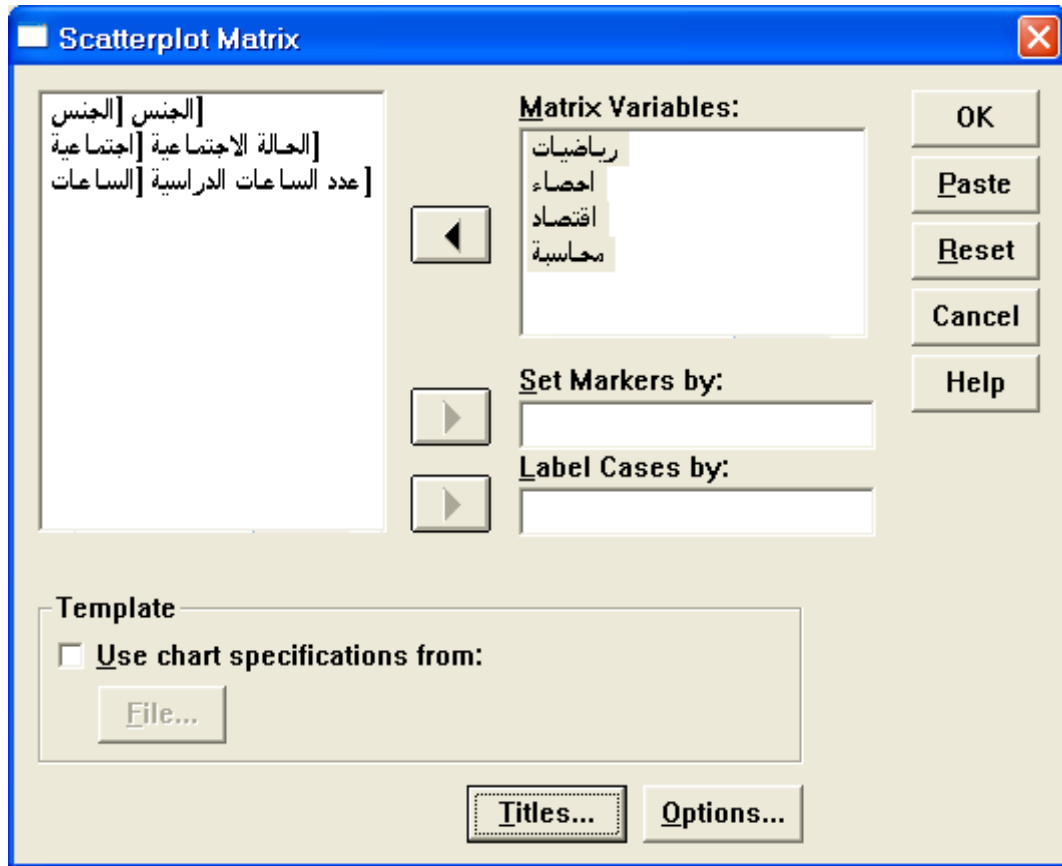 Scatterplot Matrix
الجنس [الجنس]
الحالة الاجتماعية [اجتماعية]
عدد الساعات الدراسية [الساعات]
Matrix Variables:
رياضيات
احصاء
اقتصاد
محاسبة
Set Markers by:
Label Cases by:
OK
Paste
Reset
Cancel
Help
Template
Use chart specifications from:
File...
Titles...
Options...